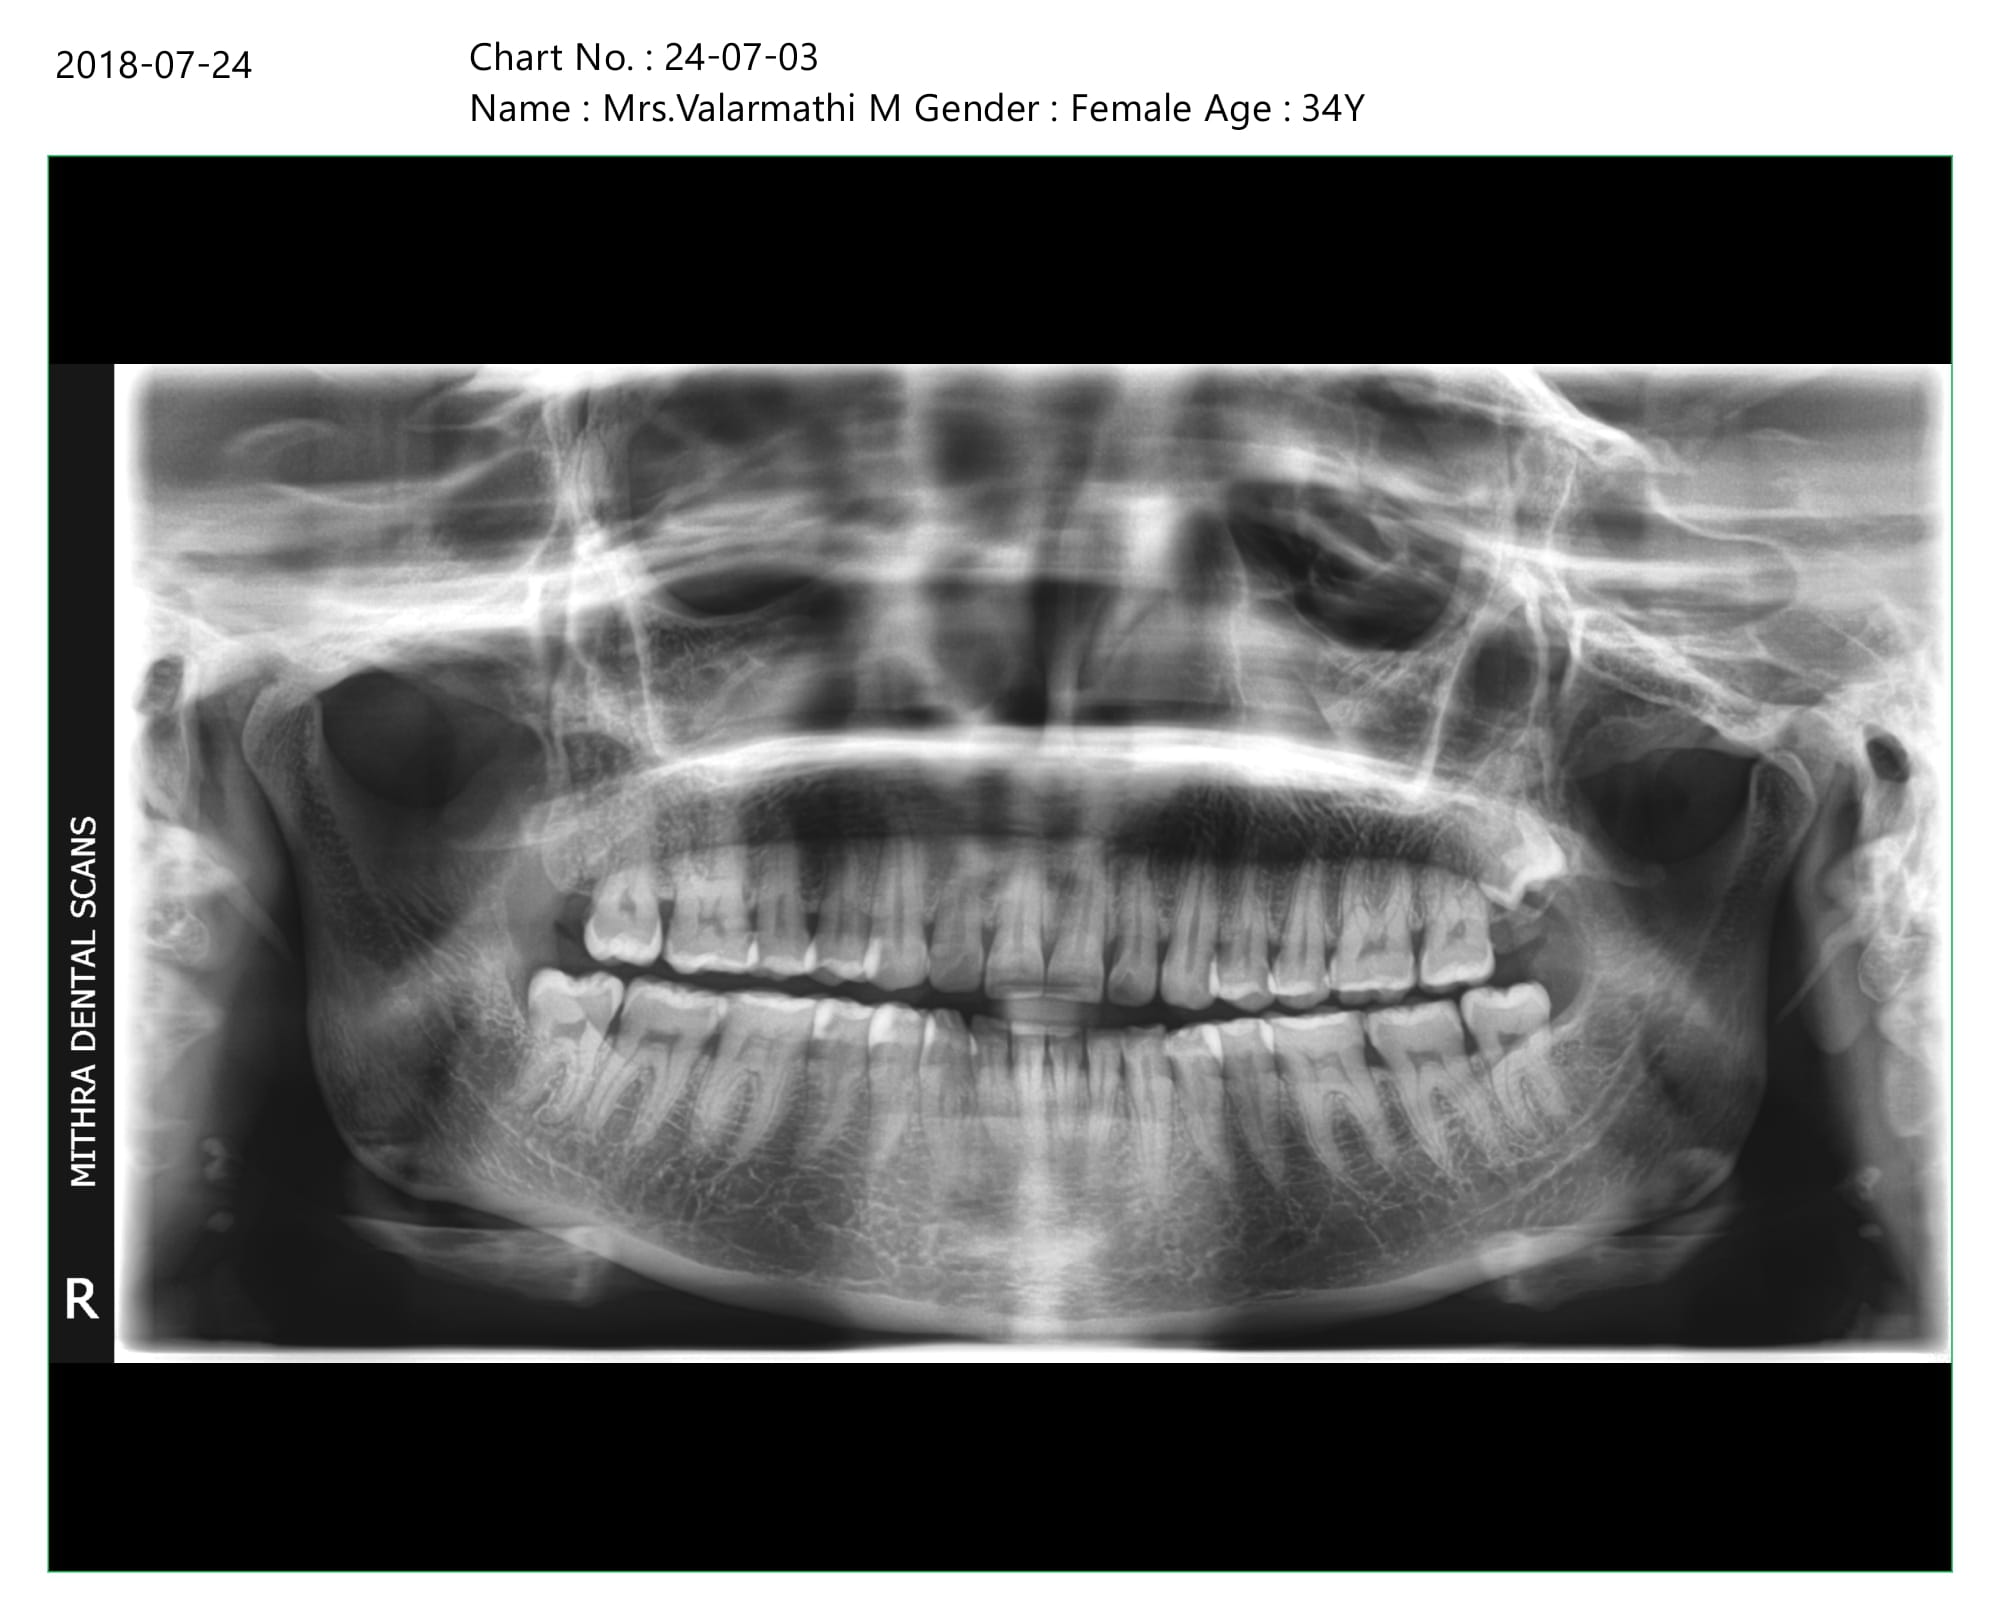 2018-07-24
Chart No. : 24-07-03
Name : Mrs.Valarmathi M Gender : Female Age : 34Y
MITHRA DENTAL SCANS
R